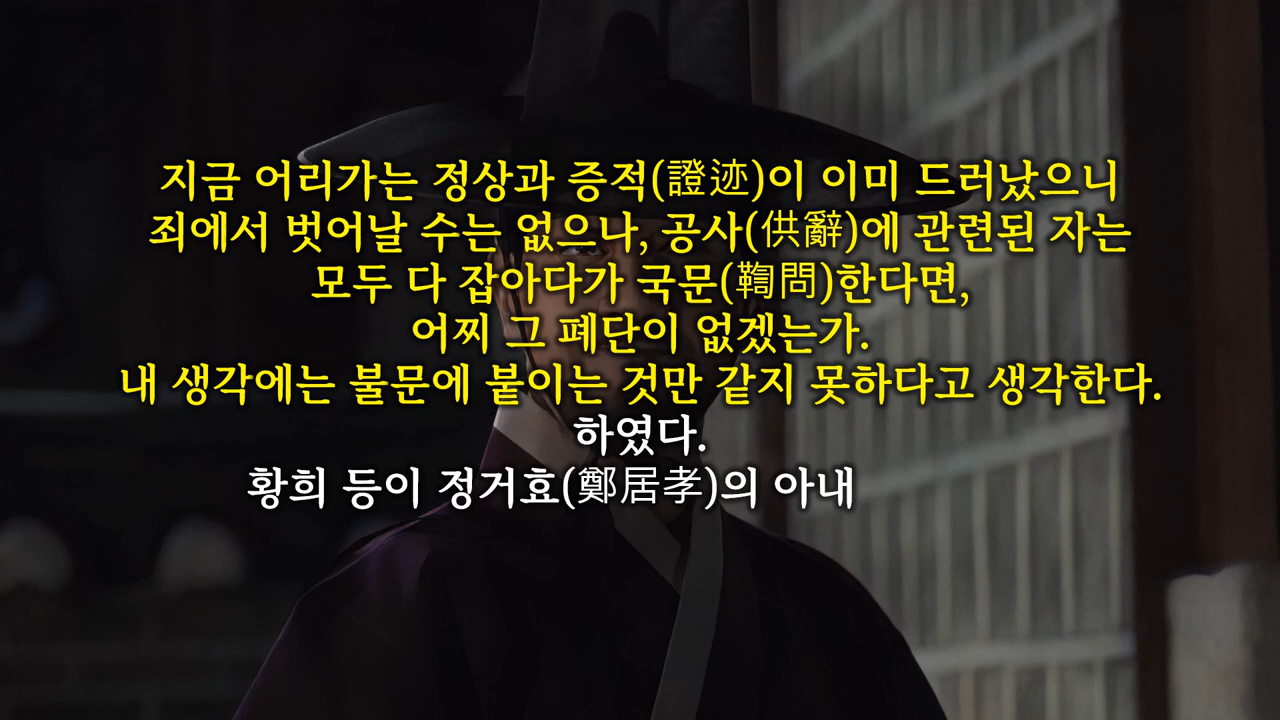 지금 어리가는 정상과 증적(證迹)이 이미 드러났으니
죄에서 벗어날 수는 없으나, 공사(供辭)에 관련된 자는
모두 다 잡아다가 국문(鞫問)한다면,
어찌 그 폐단이 없겠는가.
내 생각에는 불문에 붙이는 것만 같지 못하다고 생각한다.
하였다.
황희 등이 정거효(鄭居孝)의 아내